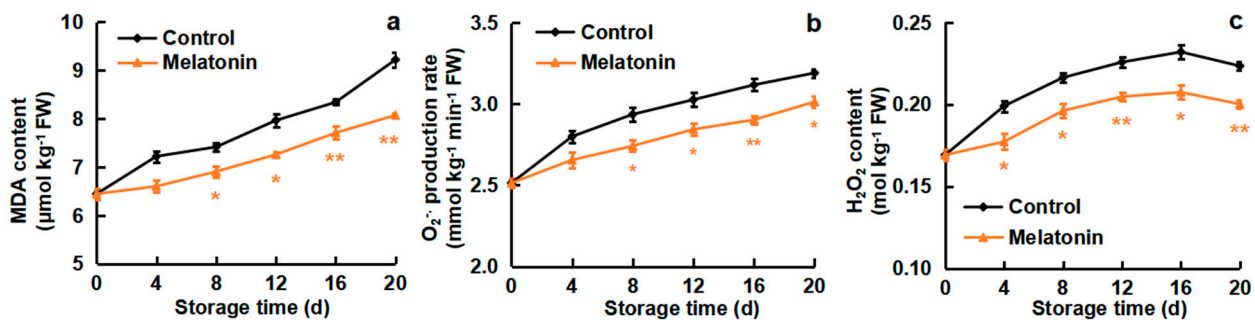 a
MDA content
(μmol kg⁻¹ FW)
10
9
8
7
6
5
Control
Melatonin
*
*
**
**
0 4 8 12 16 20
Storage time (d)
b
O₂⁻· production rate
(mmol kg⁻¹ min⁻¹ FW)
3.5
3.0
2.5
2.0
Control
Melatonin
*
*
**
*
0 4 8 12 16 20
Storage time (d)
c
H₂O₂ content
(mol kg⁻¹ FW)
0.25
0.20
0.15
0.10
*
*
**
*
**
Control
Melatonin
0 4 8 12 16 20
Storage time (d)